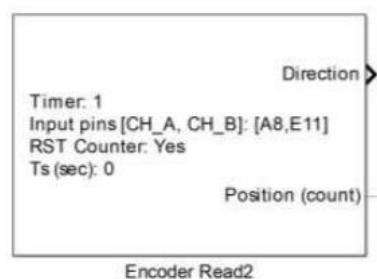 Direction
Timer: 1
Input pins [CH_A, CH_B]: [A8,E11]
RST Counter: Yes
Ts (sec): 0
Position (count)
Encoder Read2